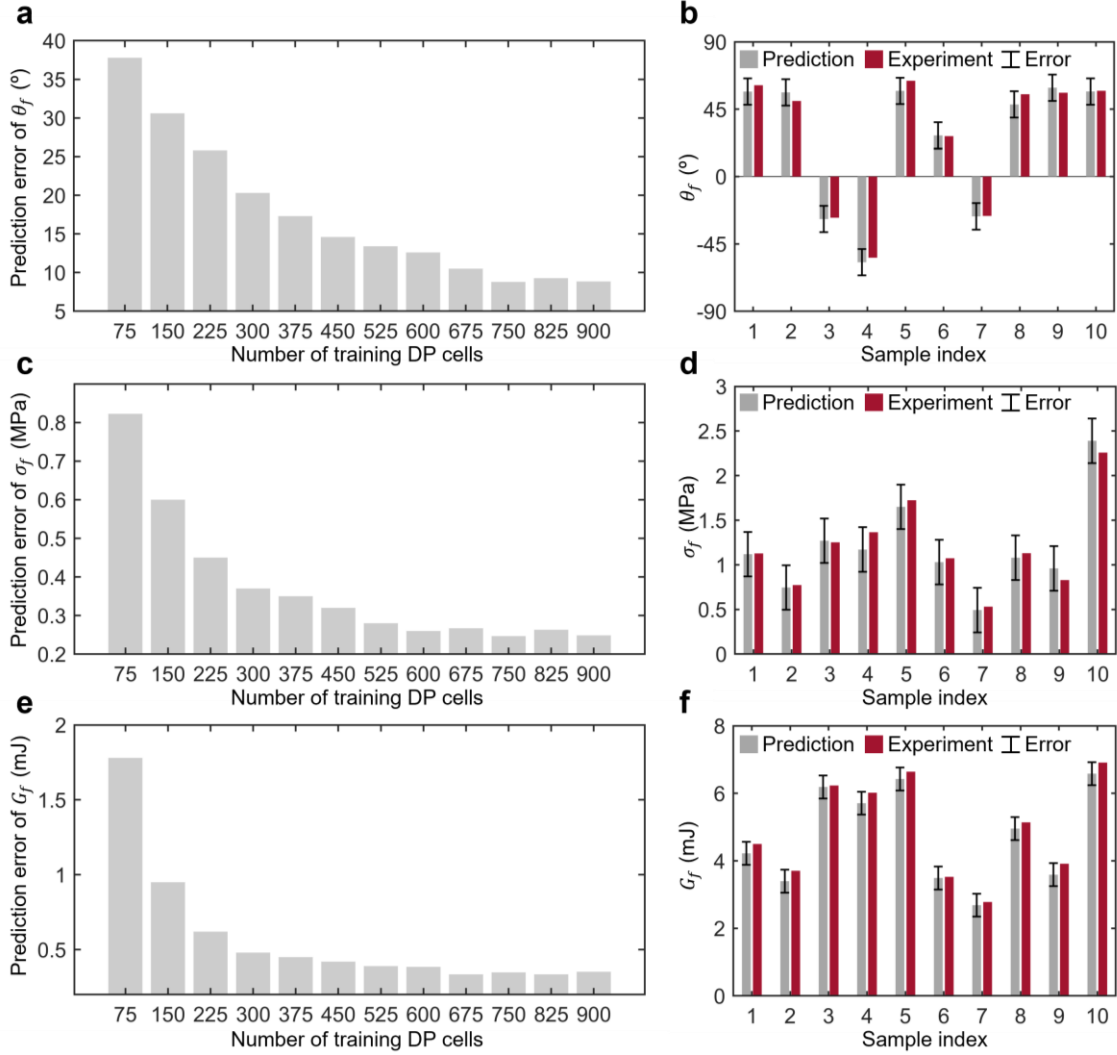 a
Prediction error of θf (º)
40
35
30
25
20
15
10
5
75 150 225 300 375 450 525 600 675 750 825 900
Number of training DP cells
b
θf (º)
90
45
0
-45
-90
Prediction Experiment Error
1 2 3 4 5 6 7 8 9 10
Sample index
c
Prediction error of σf (MPa)
0.8
0.7
0.6
0.5
0.4
0.3
0.2
75 150 225 300 375 450 525 600 675 750 825 900
Number of training DP cells
d
σf (MPa)
3
2.5
2
1.5
1
0.5
0
Prediction Experiment Error
1 2 3 4 5 6 7 8 9 10
Sample index
e
Prediction error of Gf (mJ)
2
1.5
1
0.5
75 150 225 300 375 450 525 600 675 750 825 900
Number of training DP cells
f
Gf (mJ)
8
6
4
2
0
Prediction Experiment Error
1 2 3 4 5 6 7 8 9 10
Sample index